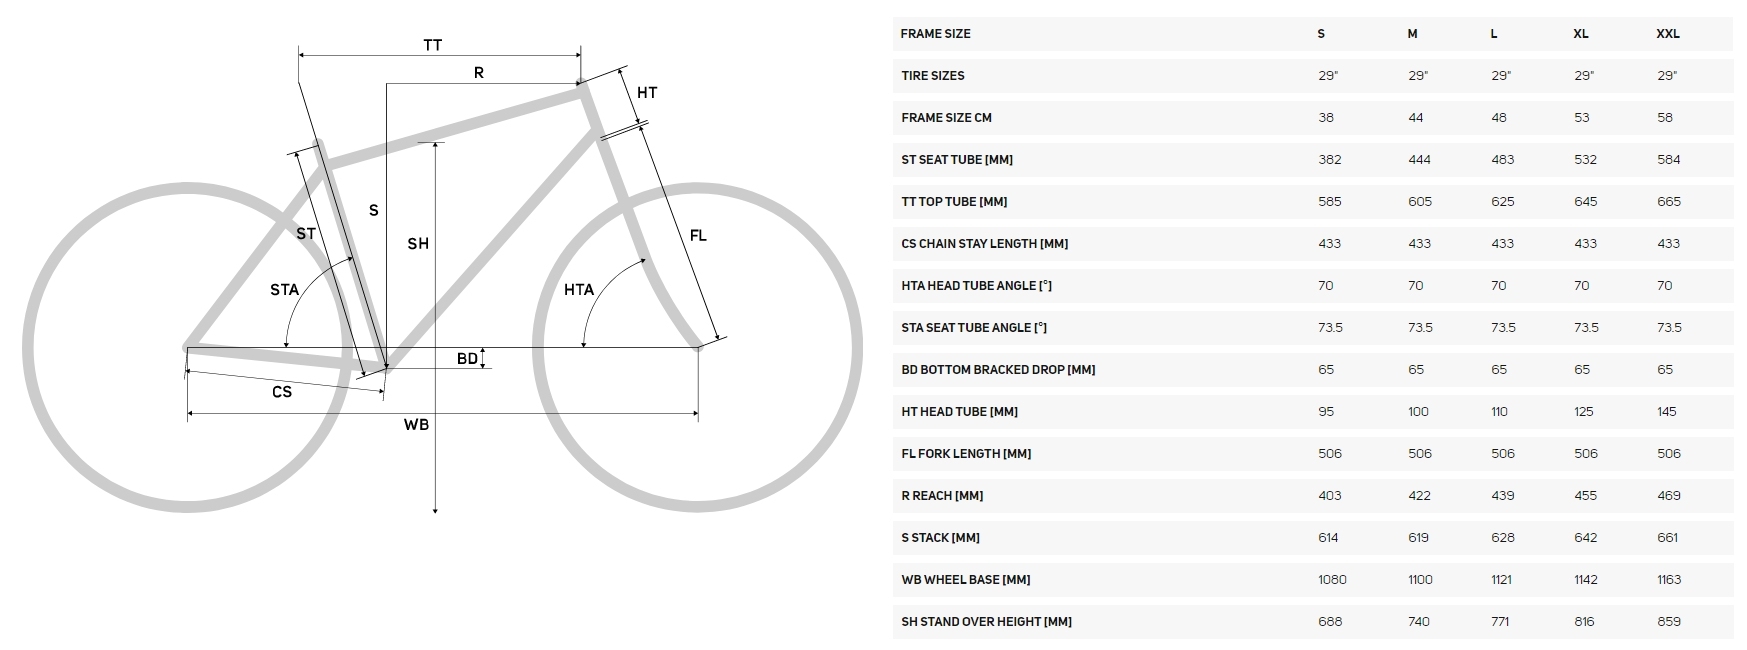 TT
R
HT
S
ST
SH
FL
STA
HTA
BD
CS
WB
FRAME SIZE S M L XL XXL
TIRE SIZES 29" 29" 29" 29" 29"
FRAME SIZE CM 38 44 48 53 58
ST SEAT TUBE [MM] 382 444 483 532 584
TT TOP TUBE [MM] 585 605 625 645 665
CS CHAIN STAY LENGTH [MM] 433 433 433 433 433
HTA HEAD TUBE ANGLE [°] 70 70 70 70 70
STA SEAT TUBE ANGLE [°] 73.5 73.5 73.5 73.5 73.5
BD BOTTOM BRACKED DROP [MM] 65 65 65 65 65
HT HEAD TUBE [MM] 95 100 110 125 145
FL FORK LENGTH [MM] 506 506 506 506 506
R REACH [MM] 403 422 439 455 469
S STACK [MM] 614 619 628 642 661
WB WHEEL BASE [MM] 1080 1100 1121 1142 1163
SH STAND OVER HEIGHT [MM] 688 740 771 816 859